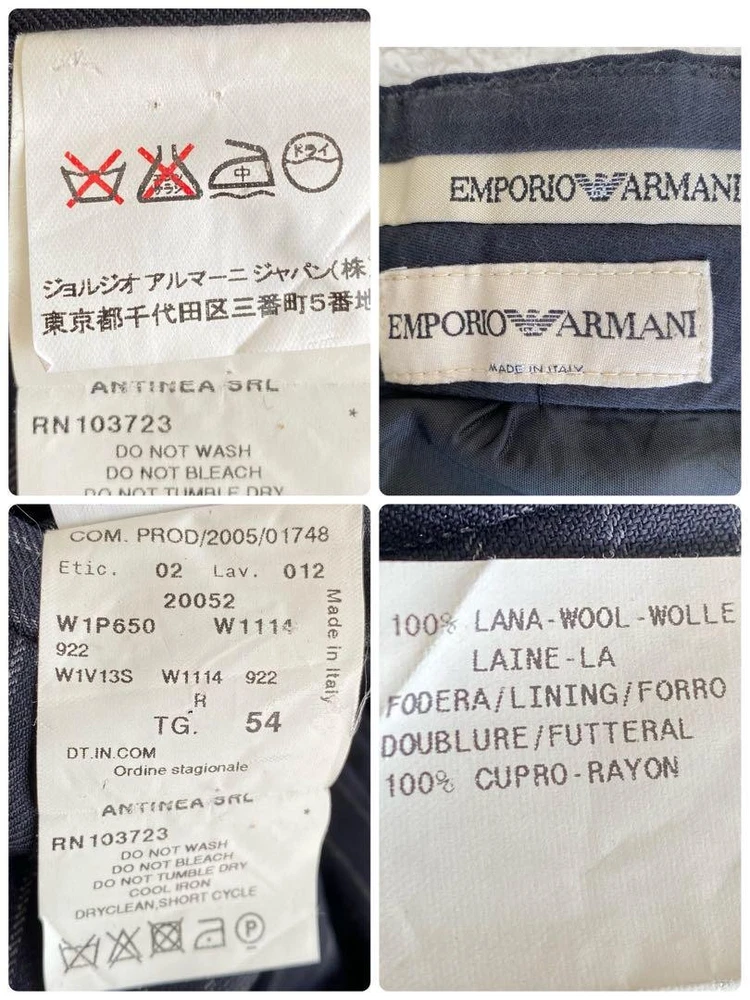 中
ドライ
ジョルジオ アルマーニ ジャパン(株
東京都千代田区三番町5番地
ANTINEA SRL
RN 103723
*
DO NOT WASH
DO NOT BLEACH
DO NOT TUMBLE DRY
EMPORIO ARMANI
EMPORIO ARMANI
MADE IN ITALY
COM. PROD/2005/01748
Etic. 02 Lav. 012
20052
W1P650 W1114
922
W1V13S W1114 922
R
TG. 54
DT.IN.COM
Ordine stagionale
Made in Italy
ANTINEA SRL
RN 103723
DO NOT WASH
DO NOT BLEACH
DO NOT TUMBLE DRY
COOL IRON
DRYCLEAN,SHORT CYCLE
P
100% LANA-WOOL-WOLLE
LAINE-LA
FODERA/LINING/FORRO
DOUBLURE/FUTTERAL
100% CUPRO-RAYON